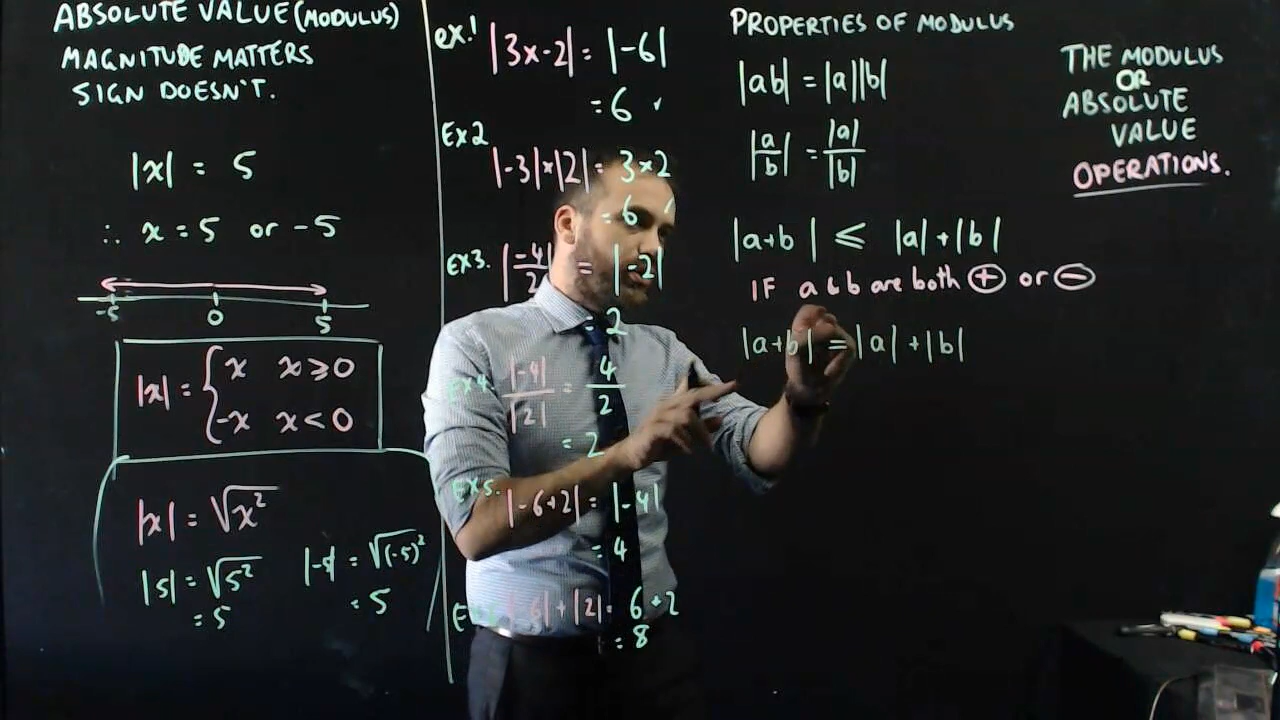 ABSOLUTE VALUE (MODULUS)
MAGNITUDE MATTERS
SIGN DOESN'T.
|x| = 5
∴ x = 5 or -5
-5 0 5
|x| = { x x ≥ 0
-x x < 0
|x| = √x²
|5| = √5²
= 5
|-5| = √(-5)²
= 5
ex.1 |3x-2| = |-6|
= 6
Ex2
|-3|×|2| = 3×2
= 6
Ex3. |-4/2| = |-2|
= 2
Ex4. |-4|/|2| = 4/2
= 2
Ex5. |-6+2| = |-4|
= 4
|-6|+|2| = 6+2
= 8
PROPERTIES OF MODULUS
|ab| = |a||b|
|a/b| = |a|/|b|
|a+b| ≤ |a|+|b|
IF a & b are both ⊕ or ⊖
|a+b| = |a|+|b|
THE MODULUS
OR
ABSOLUTE
VALUE
OPERATIONS.